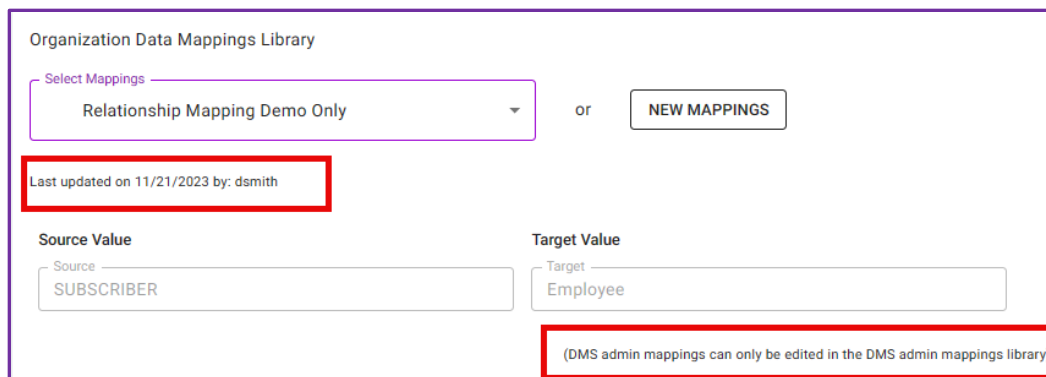 Organization Data Mappings Library
Select Mappings
Relationship Mapping Demo Only
or
NEW MAPPINGS
Last updated on 11/21/2023 by: dsmith
Source Value
Target Value
Source
SUBSCRIBER
Target
Employee
(DMS admin mappings can only be edited in the DMS admin mappings library